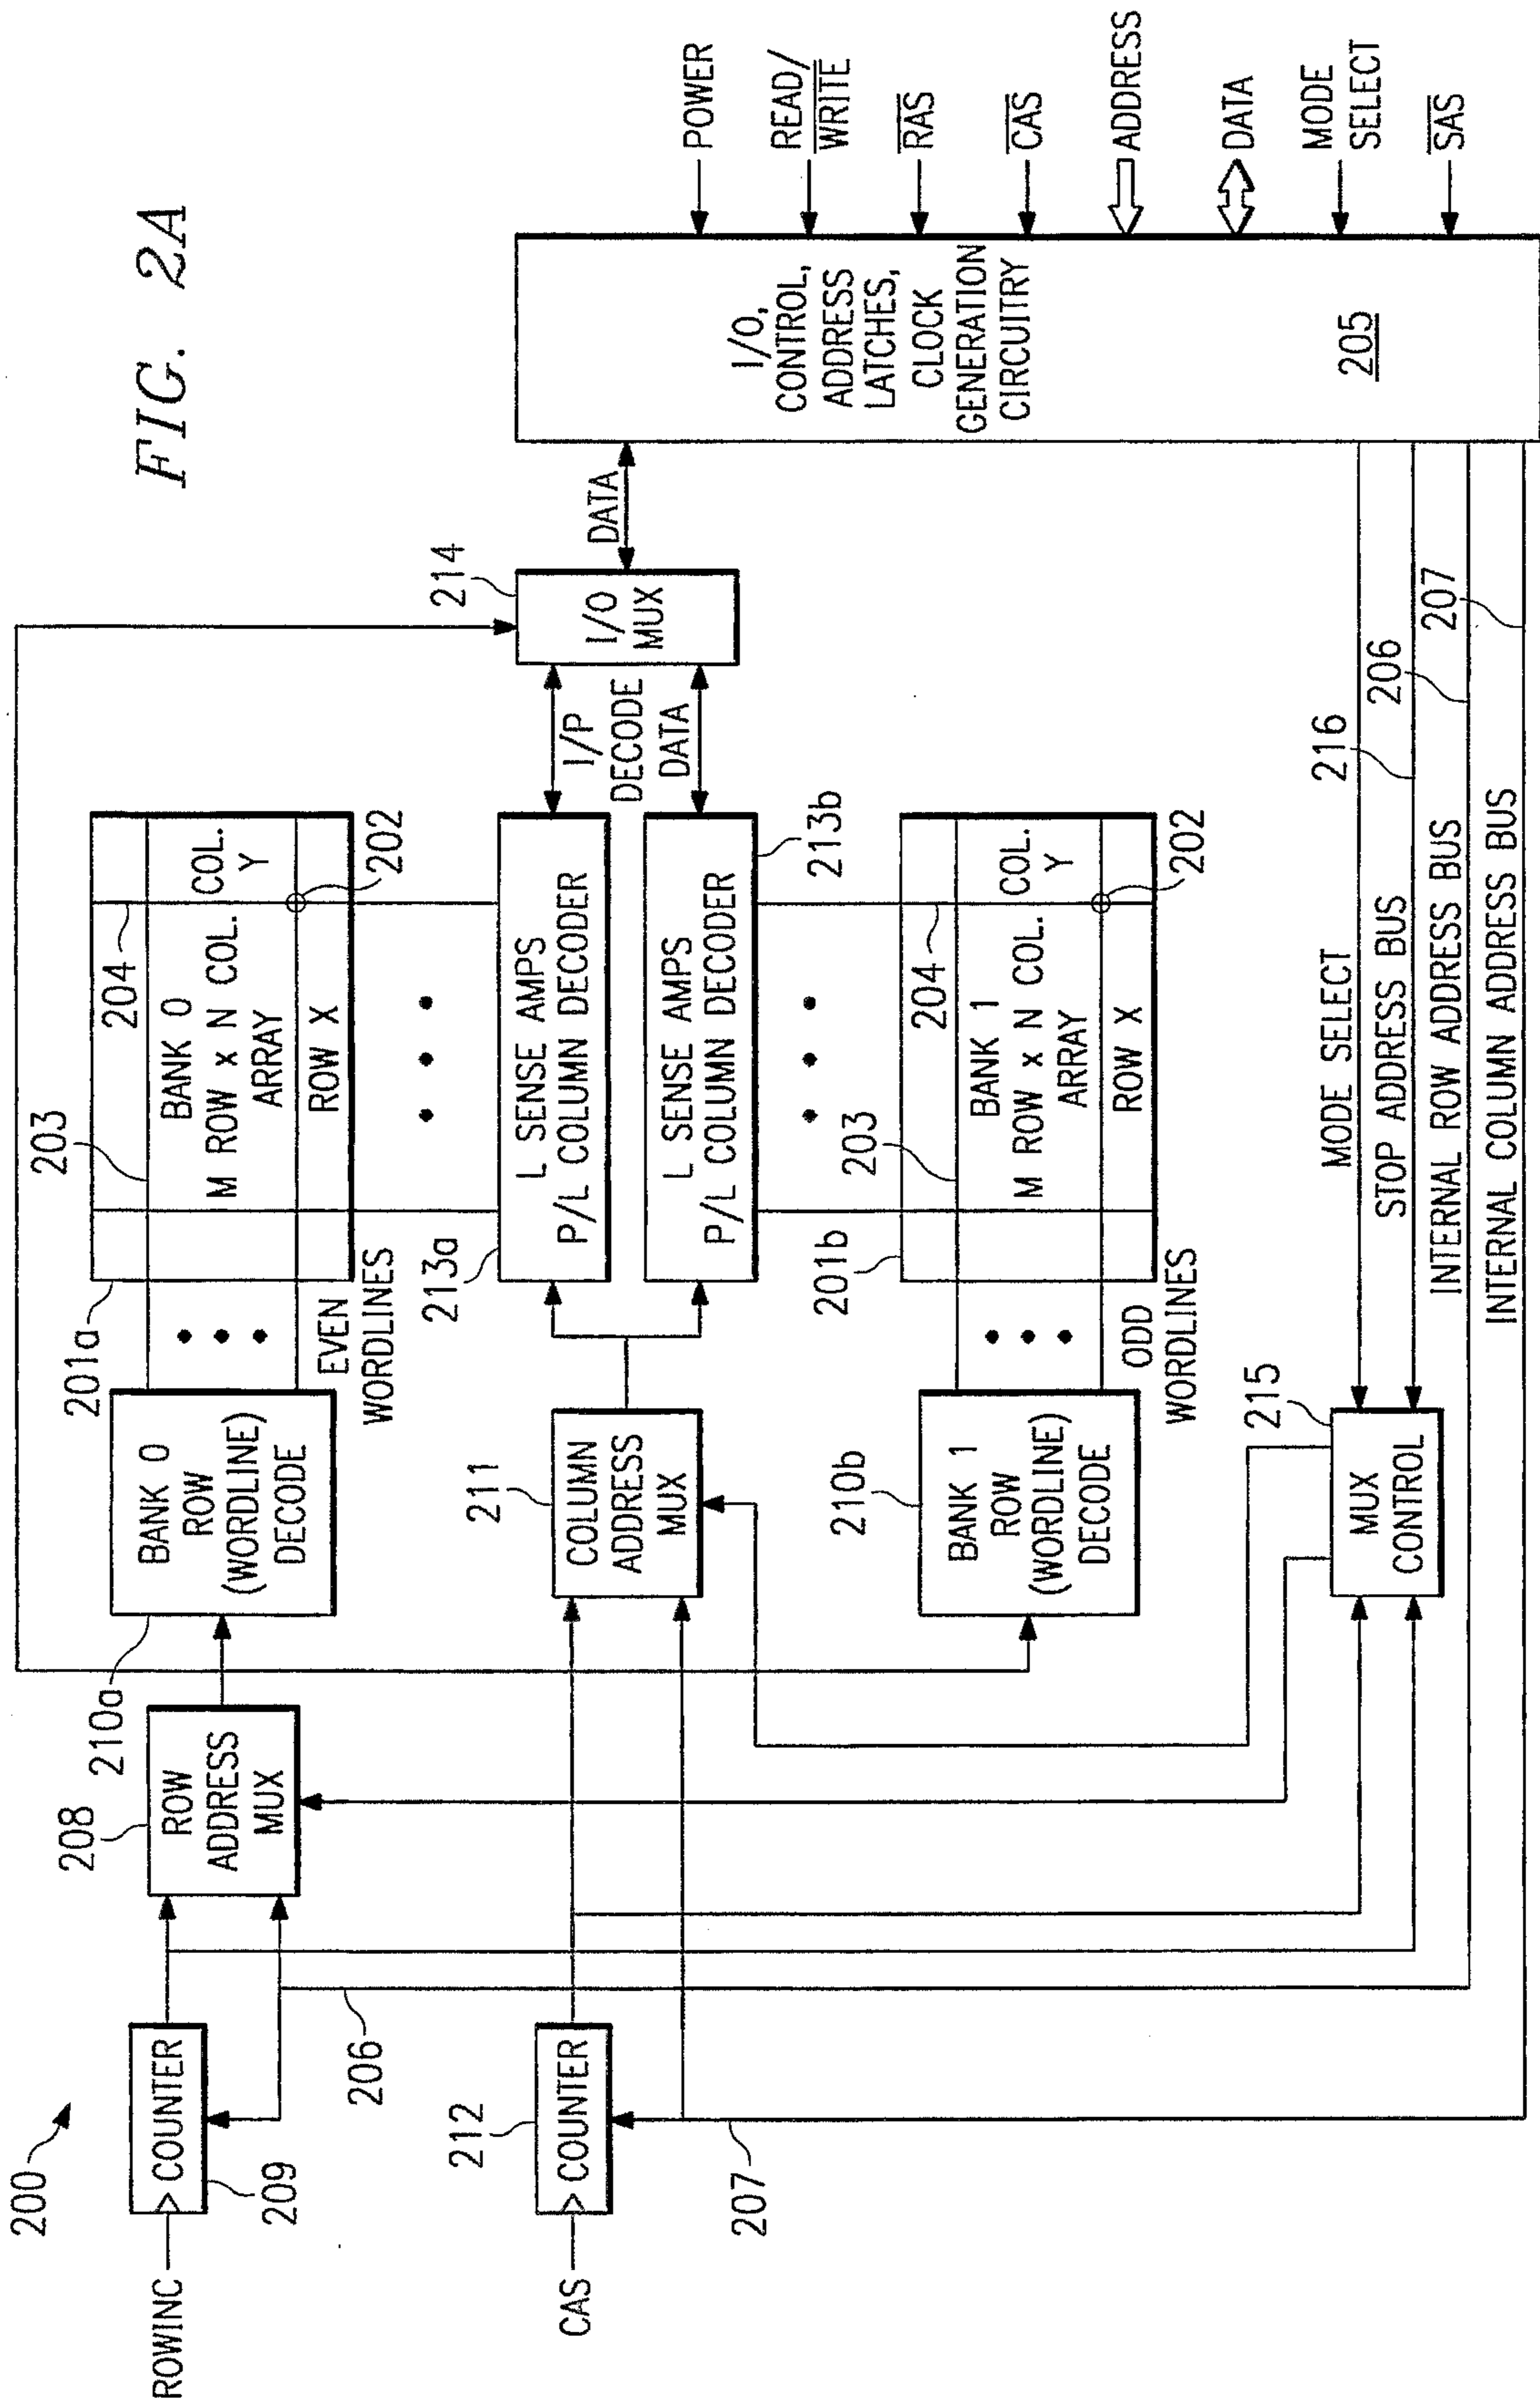 FIG. 2A
200
ROWINC
COUNTER
209
206
208
ROW
ADDRESS
MUX
210a
BANK 0
ROW
(WORDLINE)
DECODE
201a
EVEN
WORDLINES
203
204
BANK 0
M ROW x N COL.
ARRAY
COL.
Y
ROW X
202
CAS
COUNTER
212
207
211
COLUMN
ADDRESS
MUX
213a
L SENSE AMPS
P/L COLUMN DECODER
L SENSE AMPS
P/L COLUMN DECODER
213b
I/P
DECODE
DATA
214
I/O
MUX
DATA
210b
BANK 1
ROW
(WORDLINE)
DECODE
201b
ODD
WORDLINES
203
204
BANK 1
M ROW x N COL.
ARRAY
COL.
Y
ROW X
202
215
MUX
CONTROL
MODE SELECT
STOP ADDRESS BUS
INTERNAL ROW ADDRESS BUS
INTERNAL COLUMN ADDRESS BUS
216
206
207
I/O,
CONTROL,
ADDRESS
LATCHES,
CLOCK
GENERATION
CIRCUITRY
205
POWER
READ/
WRITE
RAS
CAS
ADDRESS
DATA
MODE
SELECT
SAS